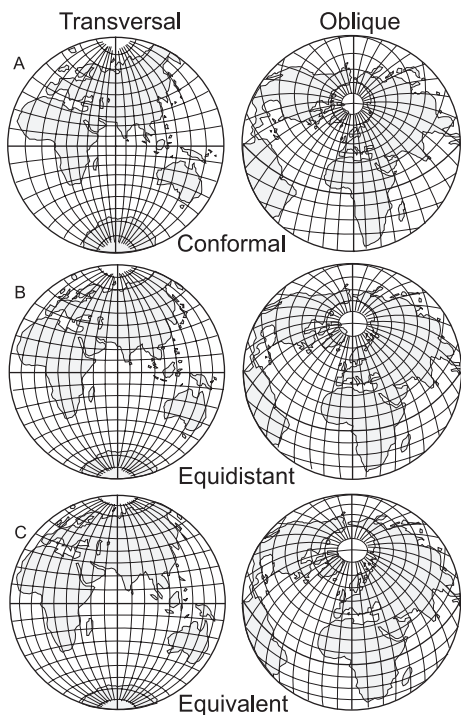 Transversal Oblique
A
Conformal
B
Equidistant
C
Equivalent